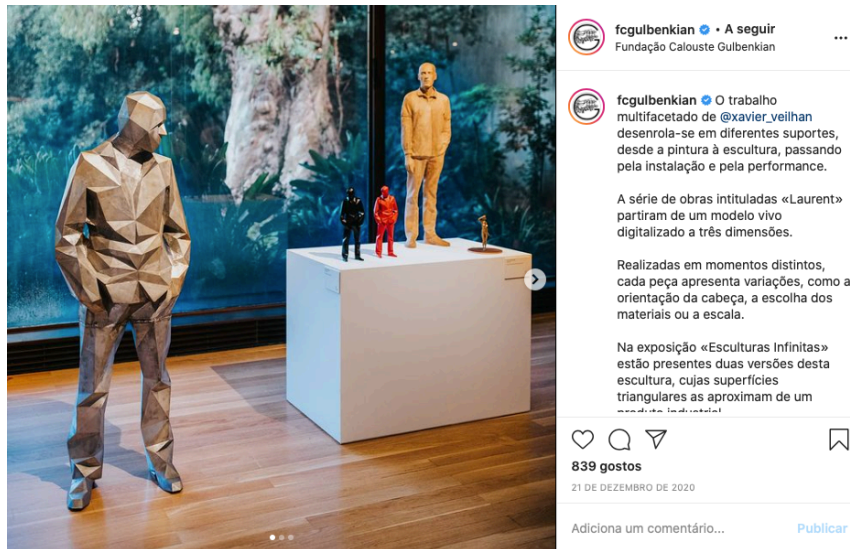 fcgulbenkian • A seguir
Fundação Calouste Gulbenkian
fcgulbenkian O trabalho
multifacetado de @xavier_veilhan
desenrola-se em diferentes suportes,
desde a pintura à escultura, passando
pela instalação e pela performance.
A série de obras intituladas «Laurent»
partiram de um modelo vivo
digitalizado a três dimensões.
Realizadas em momentos distintos,
cada peça apresenta variações, como a
orientação da cabeça, a escolha dos
materiais ou a escala.
Na exposição «Esculturas Infinitas»
estão presentes duas versões desta
escultura, cujas superfícies
triangulares as aproximam de um
produto industrial
839 gostos
21 DE DEZEMBRO DE 2020
Adiciona um comentário...
Publicar